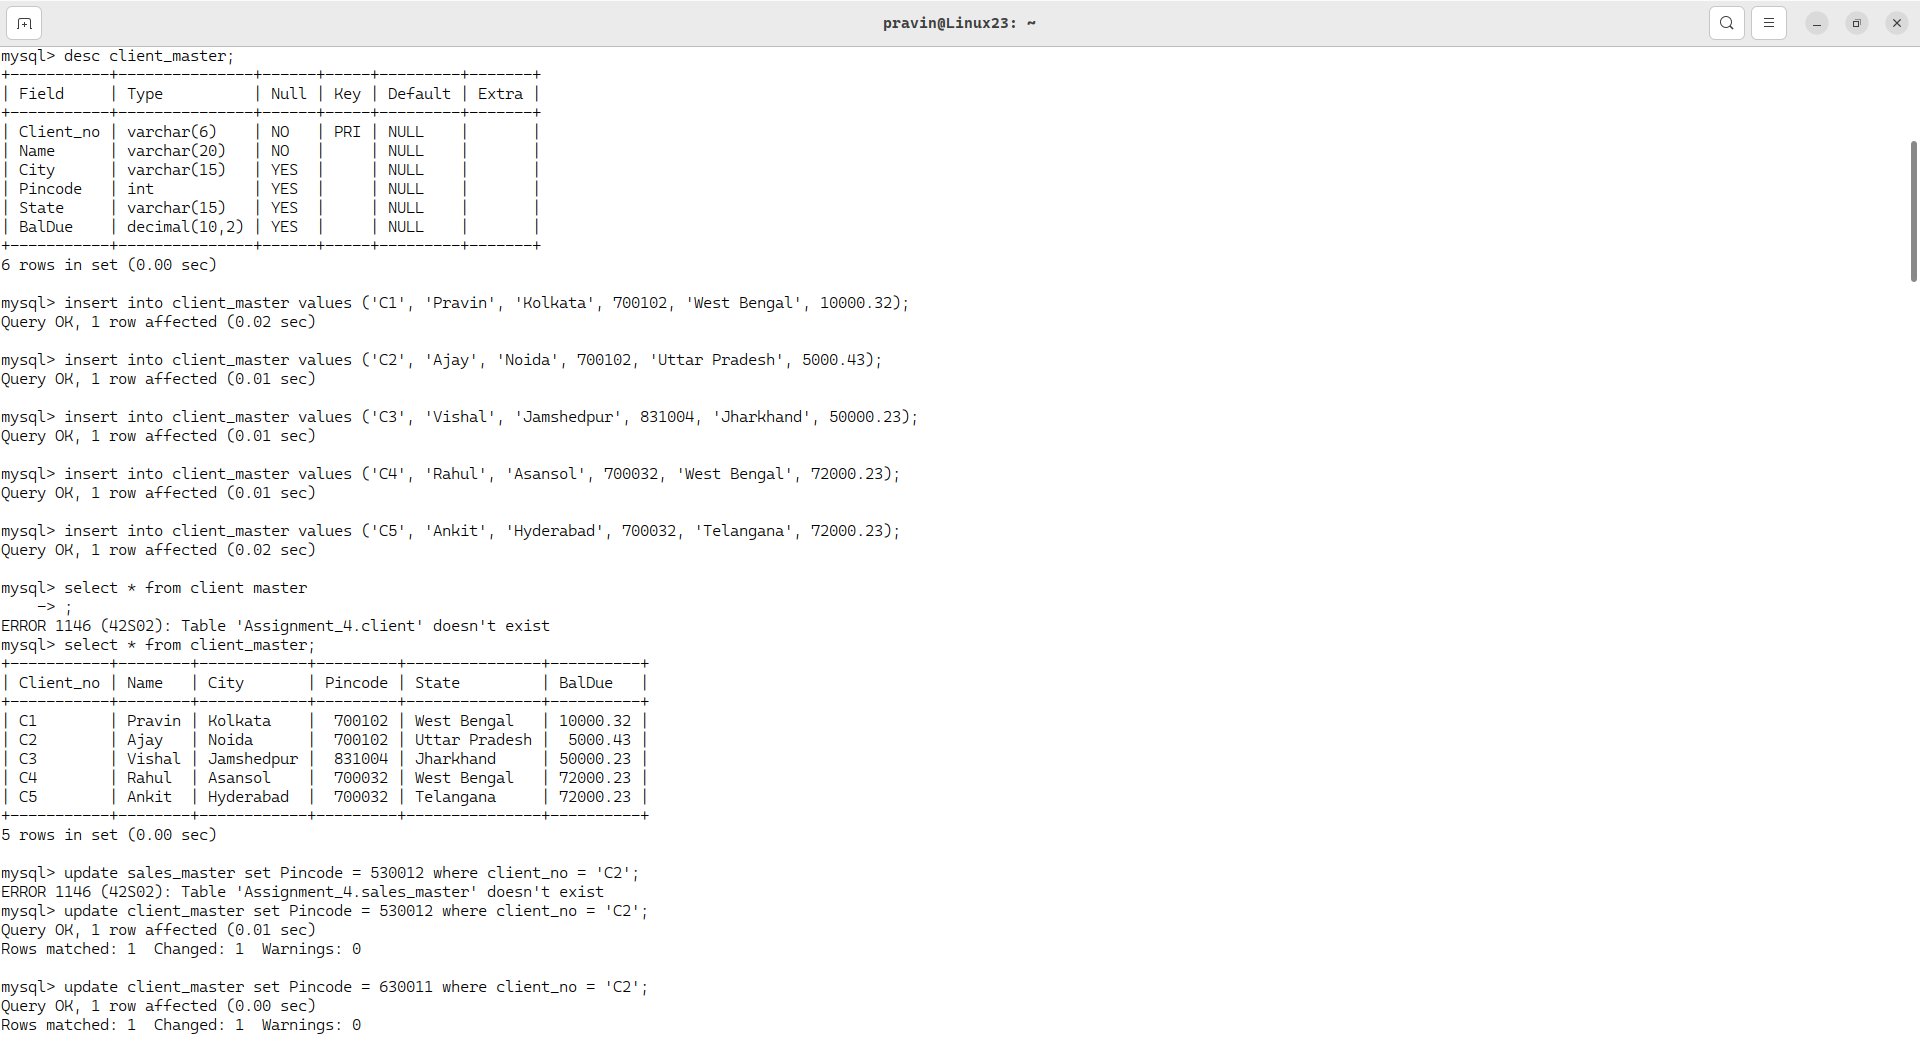 pravin@Linux23: ~
mysql> desc client_master;
+-----------+---------------+------+-----+---------+-------+
| Field     | Type          | Null | Key | Default | Extra |
+-----------+---------------+------+-----+---------+-------+
| Client_no | varchar(6)    | NO   | PRI | NULL    |       |
| Name      | varchar(20)   | NO   |     | NULL    |       |
| City      | varchar(15)   | YES  |     | NULL    |       |
| Pincode   | int           | YES  |     | NULL    |       |
| State     | varchar(15)   | YES  |     | NULL    |       |
| BalDue    | decimal(10,2) | YES  |     | NULL    |       |
+-----------+---------------+------+-----+---------+-------+
6 rows in set (0.00 sec)
mysql> insert into client_master values ('C1', 'Pravin', 'Kolkata', 700102, 'West Bengal', 10000.32);
Query OK, 1 row affected (0.02 sec)
mysql> insert into client_master values ('C2', 'Ajay', 'Noida', 700102, 'Uttar Pradesh', 5000.43);
Query OK, 1 row affected (0.01 sec)
mysql> insert into client_master values ('C3', 'Vishal', 'Jamshedpur', 831004, 'Jharkhand', 50000.23);
Query OK, 1 row affected (0.01 sec)
mysql> insert into client_master values ('C4', 'Rahul', 'Asansol', 700032, 'West Bengal', 72000.23);
Query OK, 1 row affected (0.01 sec)
mysql> insert into client_master values ('C5', 'Ankit', 'Hyderabad', 700032, 'Telangana', 72000.23);
Query OK, 1 row affected (0.02 sec)
mysql> select * from client master
    -> ;
ERROR 1146 (42S02): Table 'Assignment_4.client' doesn't exist
mysql> select * from client_master;
+-----------+--------+------------+---------+---------------+----------+
| Client_no | Name   | City       | Pincode | State         | BalDue   |
+-----------+--------+------------+---------+---------------+----------+
| C1        | Pravin | Kolkata    |  700102 | West Bengal   | 10000.32 |
| C2        | Ajay   | Noida      |  700102 | Uttar Pradesh |  5000.43 |
| C3        | Vishal | Jamshedpur |  831004 | Jharkhand     | 50000.23 |
| C4        | Rahul  | Asansol    |  700032 | West Bengal   | 72000.23 |
| C5        | Ankit  | Hyderabad  |  700032 | Telangana     | 72000.23 |
+-----------+--------+------------+---------+---------------+----------+
5 rows in set (0.00 sec)
mysql> update sales_master set Pincode = 530012 where client_no = 'C2';
ERROR 1146 (42S02): Table 'Assignment_4.sales_master' doesn't exist
mysql> update client_master set Pincode = 530012 where client_no = 'C2';
Query OK, 1 row affected (0.01 sec)
Rows matched: 1  Changed: 1  Warnings: 0
mysql> update client_master set Pincode = 630011 where client_no = 'C2';
Query OK, 1 row affected (0.00 sec)
Rows matched: 1  Changed: 1  Warnings: 0